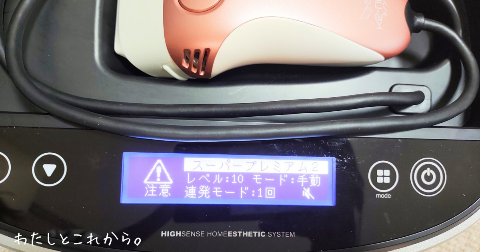 スーパープレミアム2
レベル:10 モード:手動
注意 連発モード:1回
mode
わたしとこれから。
HIGHSENSE HOMEESTHETIC SYSTEM